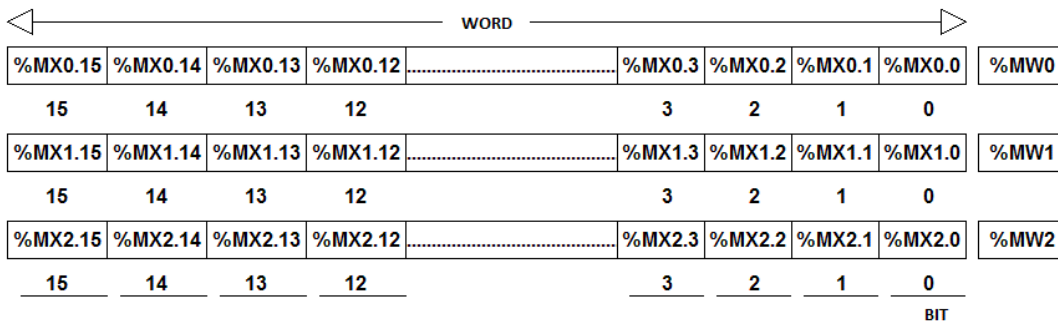 WORD
%MX0.15 %MX0.14 %MX0.13 %MX0.12 ........................................... %MX0.3 %MX0.2 %MX0.1 %MX0.0 %MW0
15 14 13 12 3 2 1 0
%MX1.15 %MX1.14 %MX1.13 %MX1.12 ........................................... %MX1.3 %MX1.2 %MX1.1 %MX1.0 %MW1
15 14 13 12 3 2 1 0
%MX2.15 %MX2.14 %MX2.13 %MX2.12 ........................................... %MX2.3 %MX2.2 %MX2.1 %MX2.0 %MW2
15 14 13 12 3 2 1 0
BIT